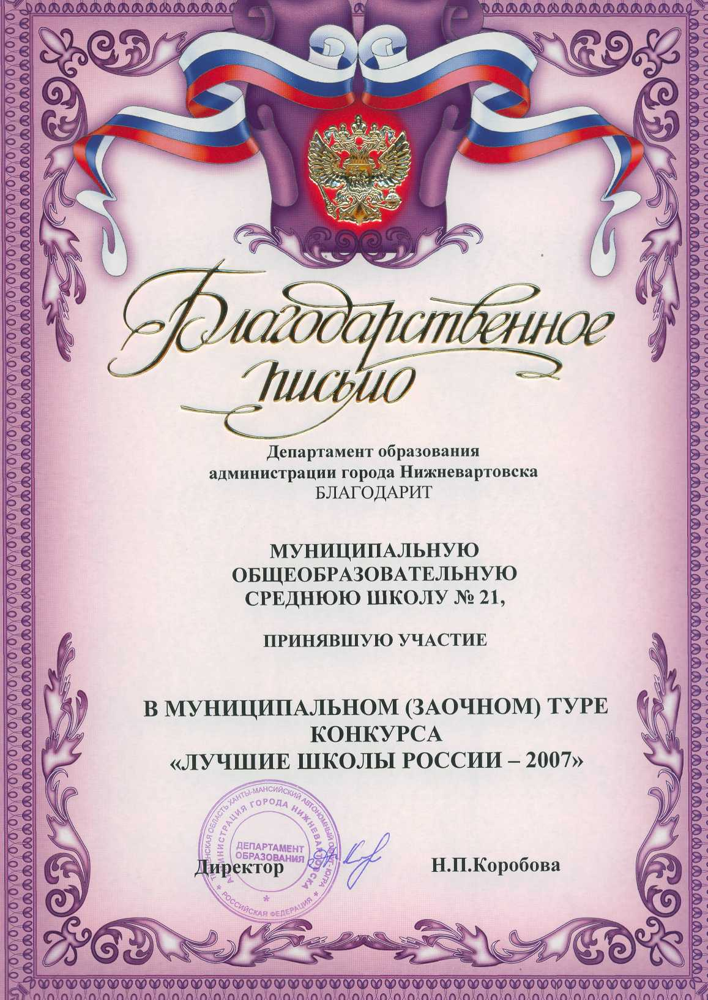 Благодарственное
письмо
Департамент образования
администрации города Нижневартовска
БЛАГОДАРИТ
МУНИЦИПАЛЬНУЮ
ОБЩЕОБРАЗОВАТЕЛЬНУЮ
СРЕДНЮЮ ШКОЛУ № 21,
ПРИНЯВШУЮ УЧАСТИЕ
В МУНИЦИПАЛЬНОМ (ЗАОЧНОМ) ТУРЕ
КОНКУРСА
«ЛУЧШИЕ ШКОЛЫ РОССИИ – 2007»
ТЮМЕНСКАЯ ОБЛАСТЬ ХАНТЫ-МАНСИЙСКИЙ АВТОНОМНЫЙ ОКРУГ - ЮГРА
* РОССИЙСКАЯ ФЕДЕРАЦИЯ *
АДМИНИСТРАЦИЯ ГОРОДА НИЖНЕВАРТОВСКА
ДЕПАРТАМЕНТ
ОБРАЗОВАНИЯ
Директор Н.П.Коробова